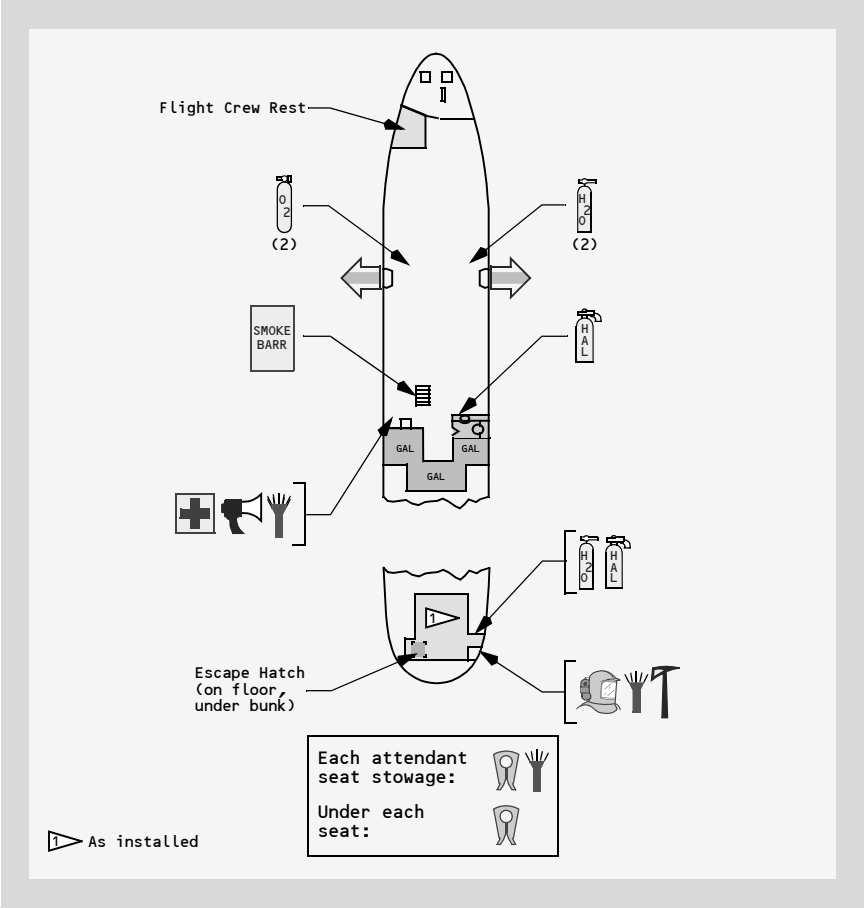 Flight Crew Rest
O
2
(2)
H
2
O
(2)
SMOKE
BARR
H
A
L
GAL
GAL
GAL
H
2
O
H
A
L
1
Escape Hatch
(on floor,
under bunk)
Each attendant
seat stowage:
Under each
seat:
1 As installed